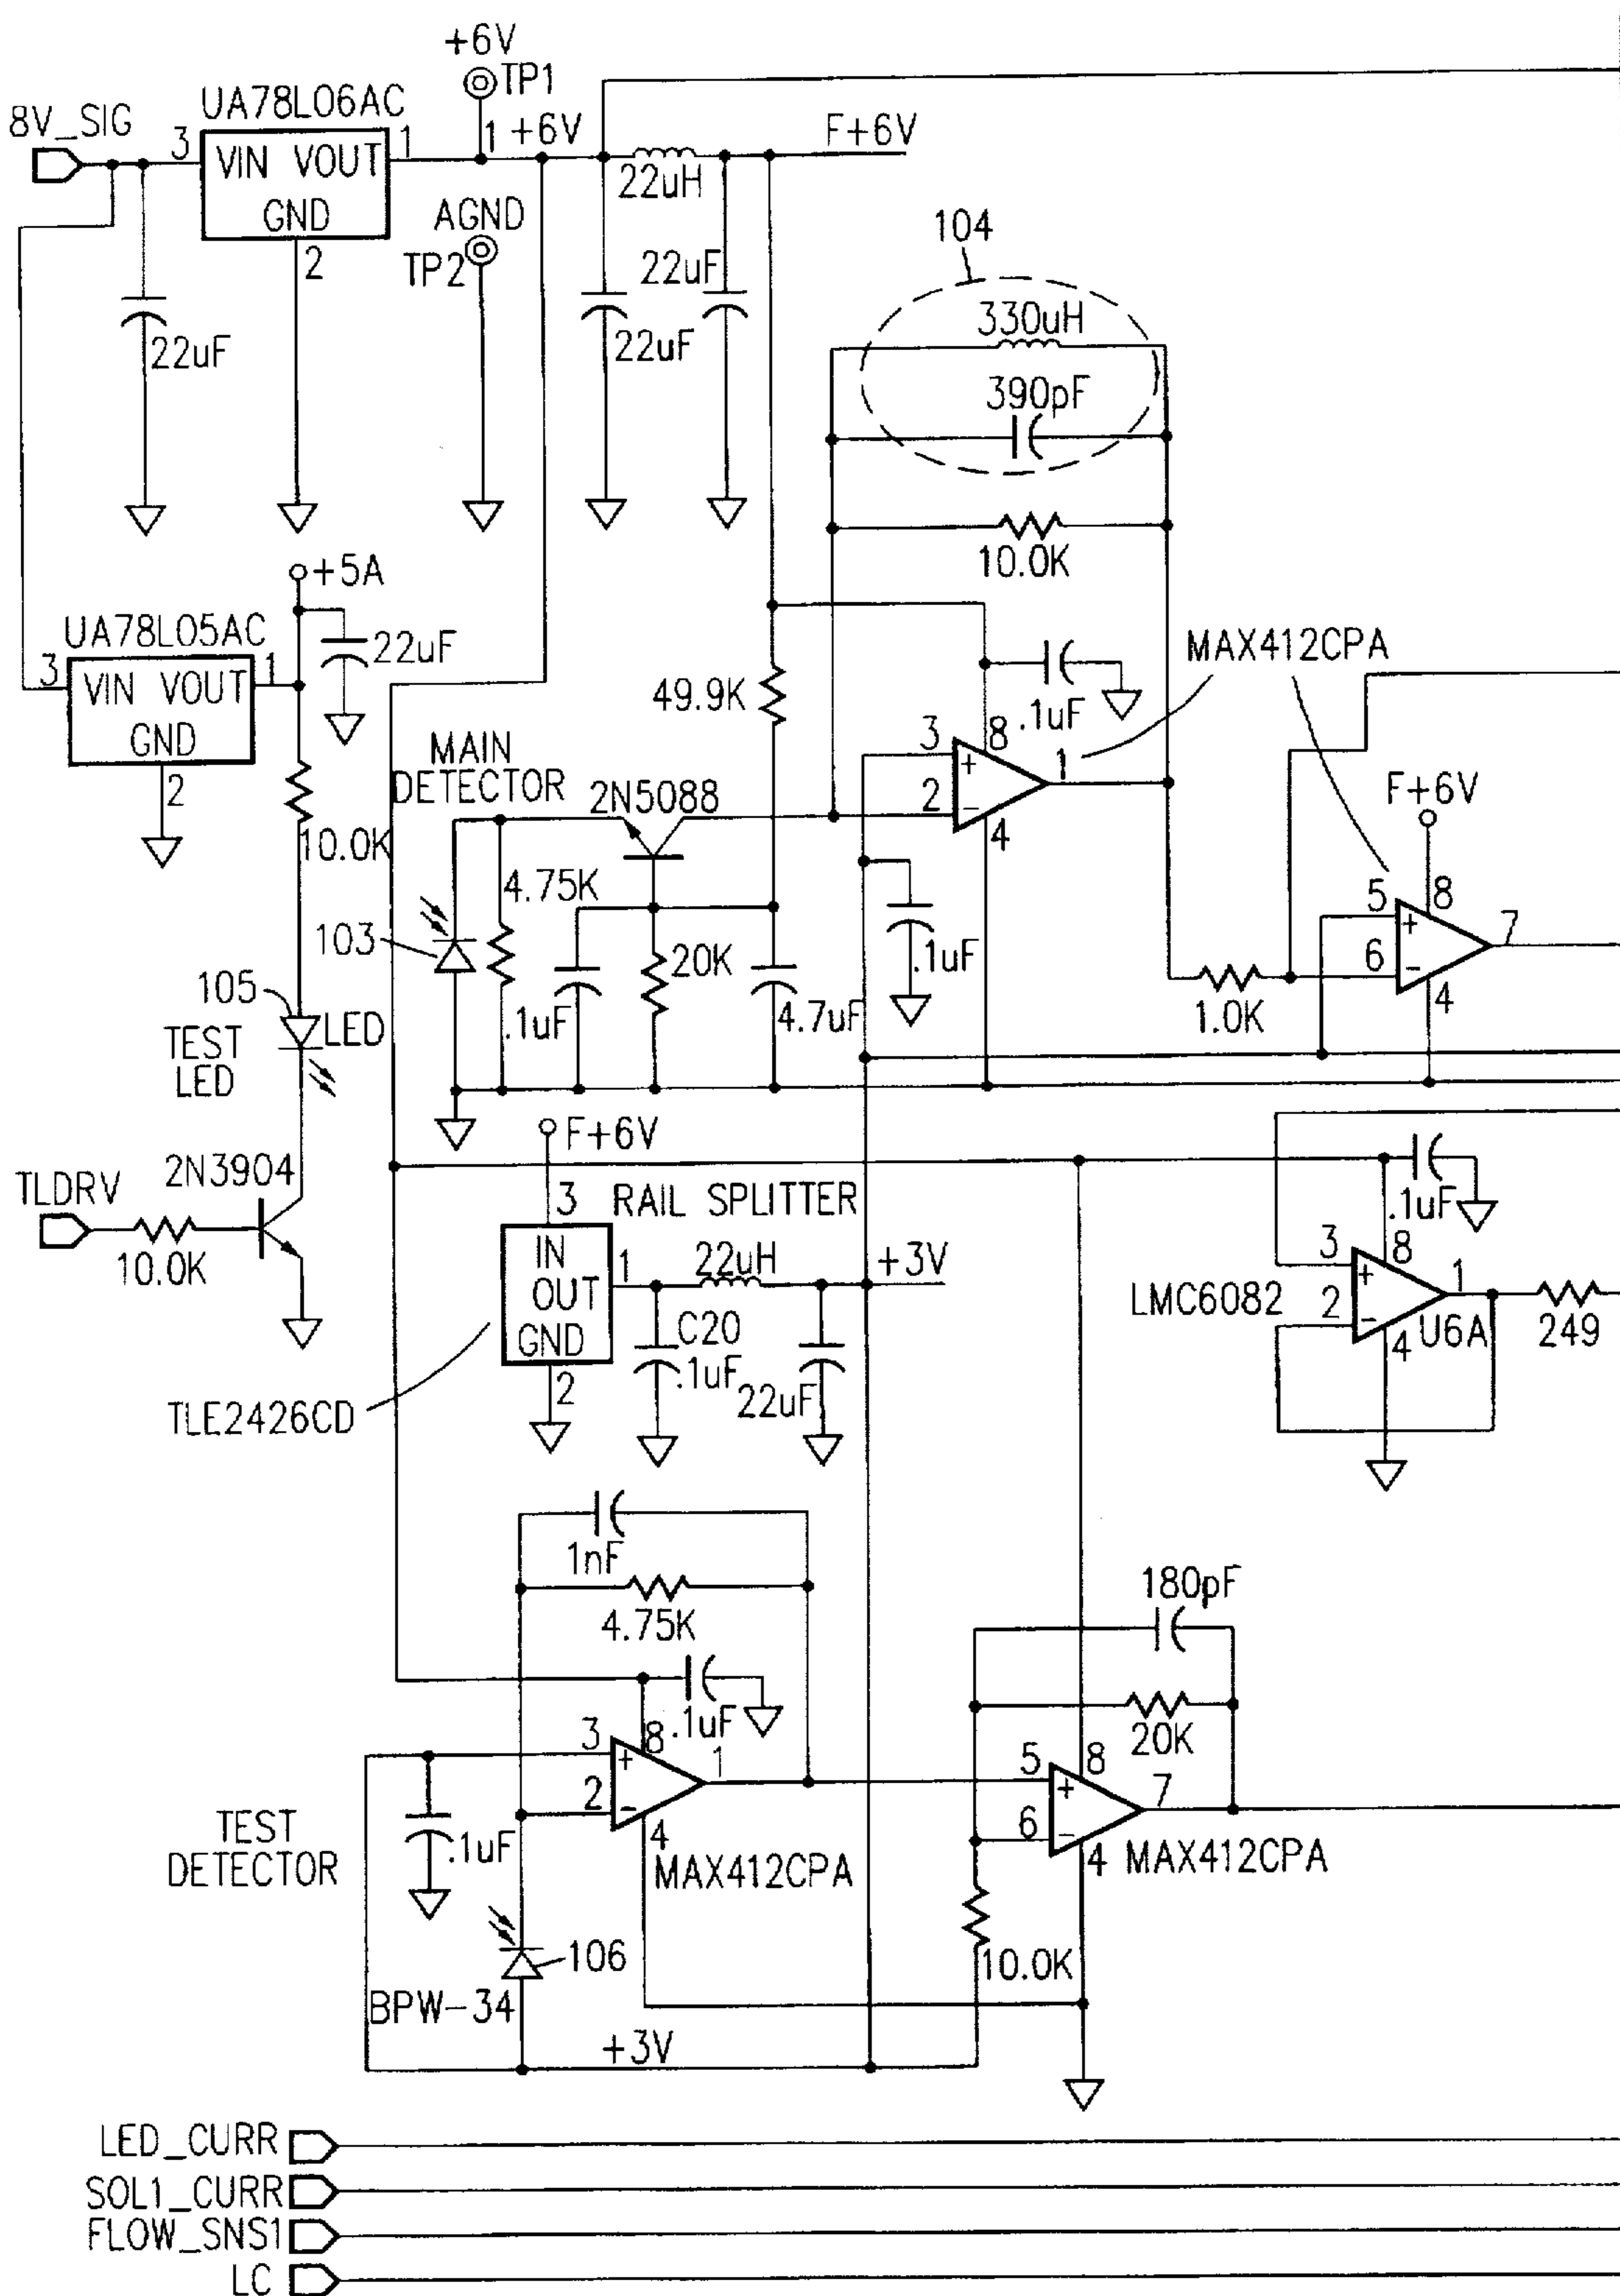 +6V
TP1
8V_SIG
UA78L06AC
3
VIN VOUT
GND
1
2
1
+6V
F+6V
22uH
AGND
TP2
22uF
22uF
22uF
104
330uH
390pF
10.0K
+5A
UA78L05AC
3
VIN VOUT
GND
1
2
22uF
10.0K
MAX412CPA
49.9K
.1uF
MAIN
DETECTOR
2N5088
3
+
2
-
8
1
4
F+6V
5
+
6
-
8
7
4
4.75K
103
.1uF
20K
4.7uF
.1uF
1.0K
105
TEST
LED
LED
F+6V
TLDRV
2N3904
10.0K
3
RAIL SPLITTER
IN
OUT
GND
1
2
22uH
+3V
C20
.1uF
22uF
TLE2426CD
.1uF
3
+
2
-
8
1
4
LMC6082
U6A
249
1nF
4.75K
180pF
20K
.1uF
3
+
2
-
8
1
4
MAX412CPA
5
+
6
-
8
7
4
MAX412CPA
TEST
DETECTOR
.1uF
106
BPW-34
10.0K
+3V
LED_CURR
SOL1_CURR
FLOW_SNS1
LC